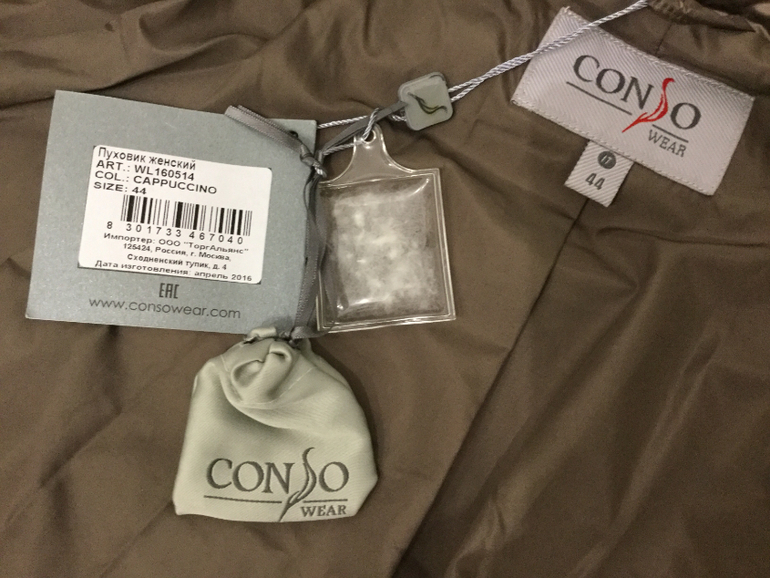 Пуховик женский
ART.: WL160514
COL.: CAPPUCCINO
SIZE: 44
8 301733 467040
Импортер: ООО "ТоргАльянс"
125424, Россия, г. Москва,
Сходненский тупик, д. 4
Дата изготовления: апрель 2016
EAC
www.consowear.com
CONSO
WEAR
IT
44
CONSO
WEAR